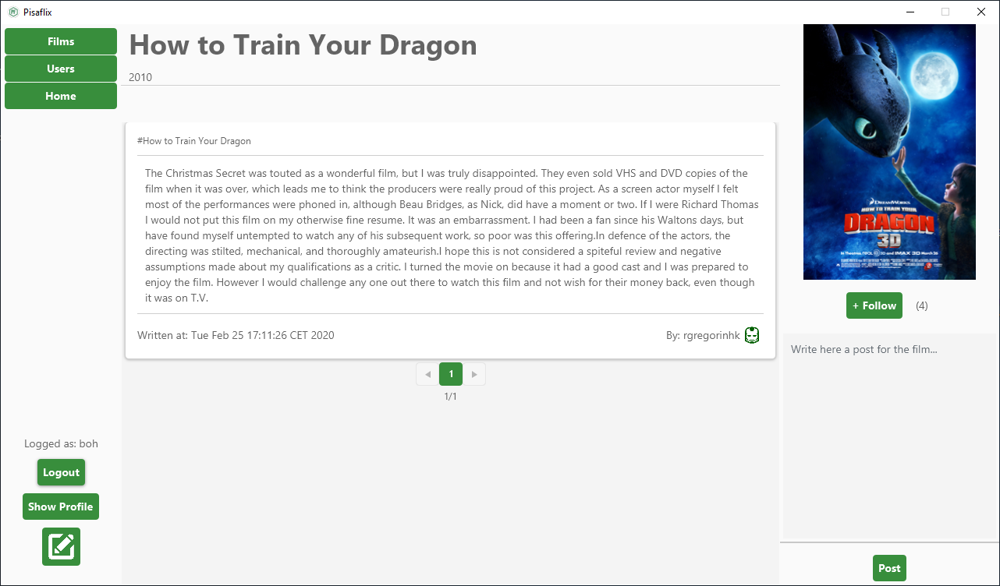 Pisaflix
Films
Users
Home
How to Train Your Dragon
2010
#How to Train Your Dragon
The Christmas Secret was touted as a wonderful film, but I was truly disappointed. They even sold VHS and DVD copies of the
film when it was over, which leads me to think the producers were really proud of this project. As a screen actor myself I felt
most of the performances were phoned in, although Beau Bridges, as Nick, did have a moment or two. If I were Richard Thomas
I would not put this film on my otherwise fine resume. It was an embarrassment. I had been a fan since his Waltons days, but
have found myself untempted to watch any of his subsequent work, so poor was this offering.In defence of the actors, the
directing was stilted, mechanical, and thoroughly amateurish.I hope this is not considered a spiteful review and negative
assumptions made about my qualifications as a critic. I turned the movie on because it had a good cast and I was prepared to
enjoy the film. However I would challenge any one out there to watch this film and not wish for their money back, even though
it was on T.V.
Written at: Tue Feb 25 17:11:26 CET 2020
By: rgregorinhk
1
1/1
Logged as: boh
Logout
Show Profile
DREAMWORKS
HOW TO TRAIN YOUR
DRAGON
3D
In Theatres, REAL D 3D and IMAX 3D March 26
+ Follow
(4)
Write here a post for the film...
Post